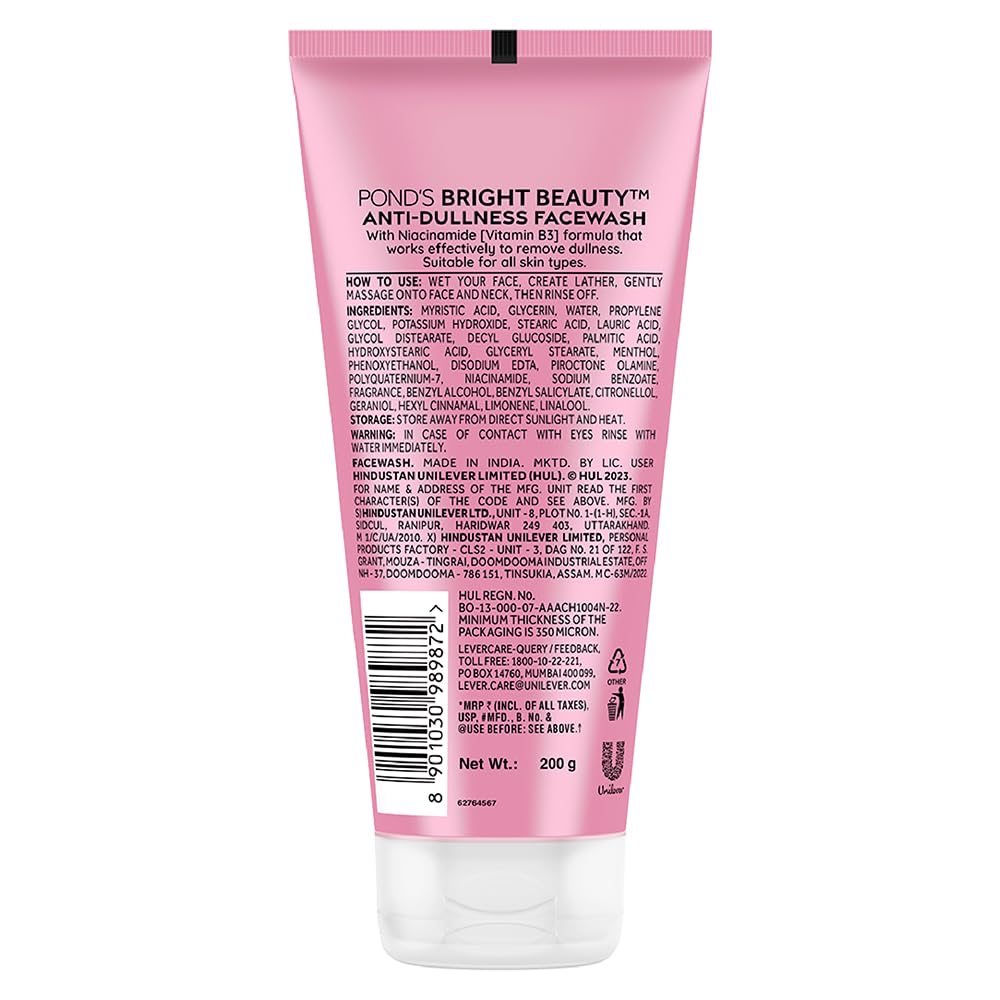 POND'S BRIGHT BEAUTY™
ANTI-DULLNESS FACEWASH
With Niacinamide [Vitamin B3] formula that
works effectively to remove dullness.
Suitable for all skin types.
HOW TO USE: WET YOUR FACE, CREATE LATHER, GENTLY
MASSAGE ONTO FACE AND NECK, THEN RINSE OFF.
INGREDIENTS: MYRISTIC ACID, GLYCERIN, WATER, PROPYLENE
GLYCOL, POTASSIUM HYDROXIDE, STEARIC ACID, LAURIC ACID,
GLYCOL DISTEARATE, DECYL GLUCOSIDE, PALMITIC ACID,
HYDROXYSTEARIC ACID, GLYCERYL STEARATE, MENTHOL,
PHENOXYETHANOL, DISODIUM EDTA, PIROCTONE OLAMINE,
POLYQUATERNIUM-7, NIACINAMIDE, SODIUM BENZOATE,
FRAGRANCE, BENZYL ALCOHOL, BENZYL SALICYLATE, CITRONELLOL,
GERANIOL, HEXYL CINNAMAL, LIMONENE, LINALOOL.
STORAGE: STORE AWAY FROM DIRECT SUNLIGHT AND HEAT.
WARNING: IN CASE OF CONTACT WITH EYES RINSE WITH
WATER IMMEDIATELY.
FACEWASH. MADE IN INDIA. MKTD. BY LIC. USER
HINDUSTAN UNILEVER LIMITED (HUL). © HUL 2023.
FOR NAME & ADDRESS OF THE MFG. UNIT READ THE FIRST
CHARACTER(S) OF THE CODE AND SEE ABOVE. MFG. BY
S) HINDUSTAN UNILEVER LTD., UNIT - 8, PLOT NO. 1-(1-H), SEC.-1A,
SIDCUL, RANIPUR, HARIDWAR 249 403, UTTARAKHAND.
M 1/C/UA/2010. X) HINDUSTAN UNILEVER LIMITED, PERSONAL
PRODUCTS FACTORY - CLS2 - UNIT - 3, DAG NO. 21 OF 122, F. S.
GRANT, MOUZA - TINGRAI, DOOMDOOMA INDUSTRIAL ESTATE, OFF
NH-37, DOOMDOOMA - 786 151, TINSUKIA, ASSAM. M C-63M/2022.
HUL REGN. No.
BO-13-000-07-AAACH1004N-22.
MINIMUM THICKNESS OF THE
PACKAGING IS 350 MICRON.
LEVERCARE-QUERY / FEEDBACK,
TOLL FREE: 1800-10-22-221,
PO BOX 14760, MUMBAI 400 099,
LEVER.CARE@UNILEVER.COM
7
OTHER
*MRP ₹ (INCL. OF ALL TAXES),
USP, #MFD., B. No. &
@USE BEFORE: SEE ABOVE.↑
Net Wt.: 200 g
Unilever
8 901030 989872 >
62764567